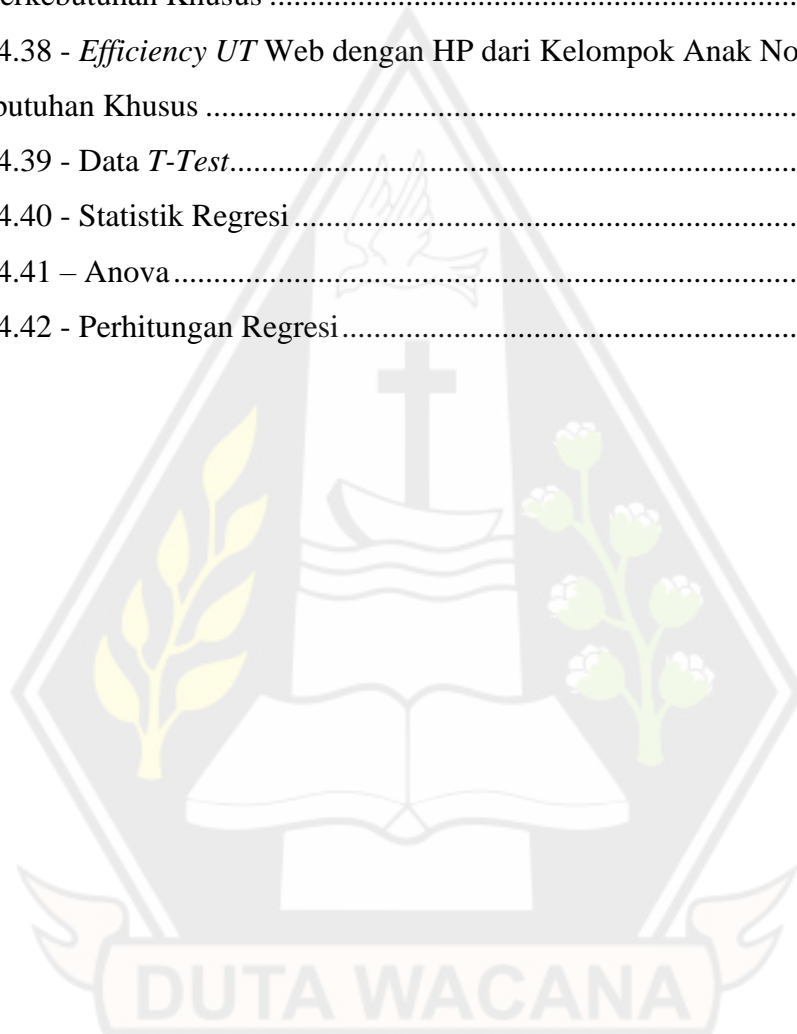 erkebutuhan Khusus ...............................................................................
4.38 - Efficiency UT Web dengan HP dari Kelompok Anak No
butuhan Khusus .......................................................................................
4.39 - Data T-Test....................................................................................
4.40 - Statistik Regresi.............................................................................
4.41 – Anova...........................................................................................
4.42 - Perhitungan Regresi.......................................................................
DUTA WACANA